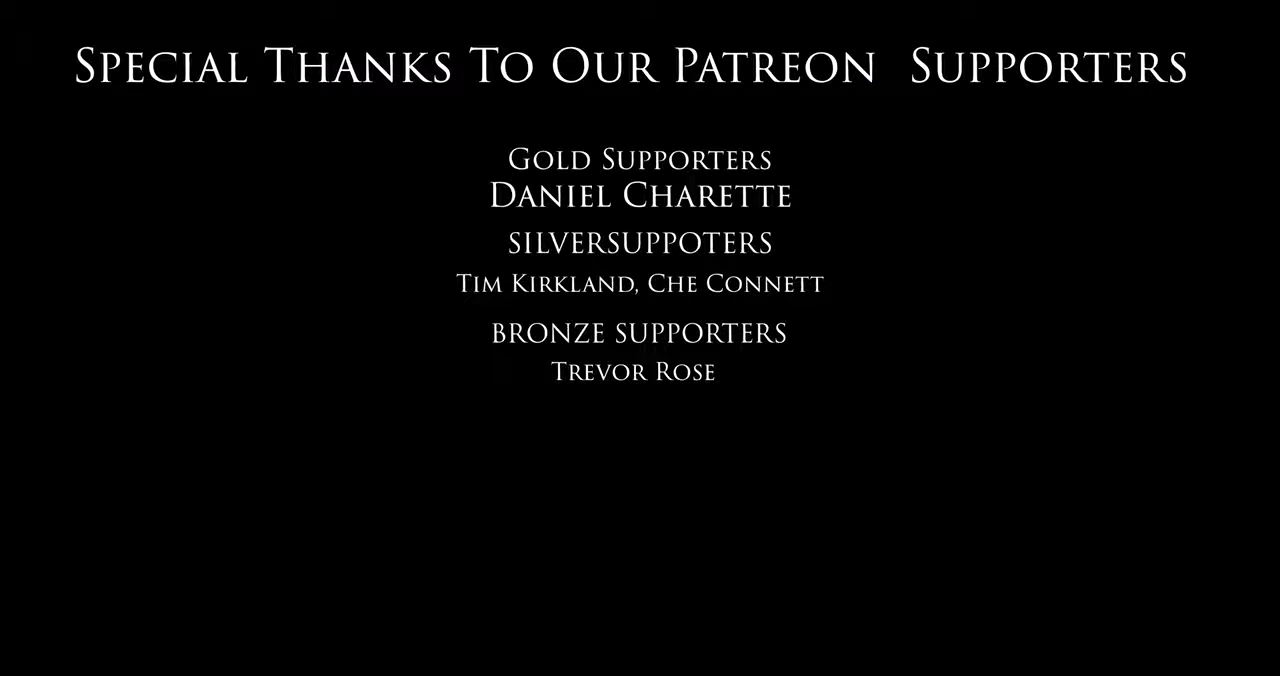 Special Thanks To Our Patreon  Supporters
Gold Supporters
Daniel Charette
SILVERSUPPOTERS
Tim Kirkland, Che Connett
BRONZE SUPPORTERS
Trevor Rose